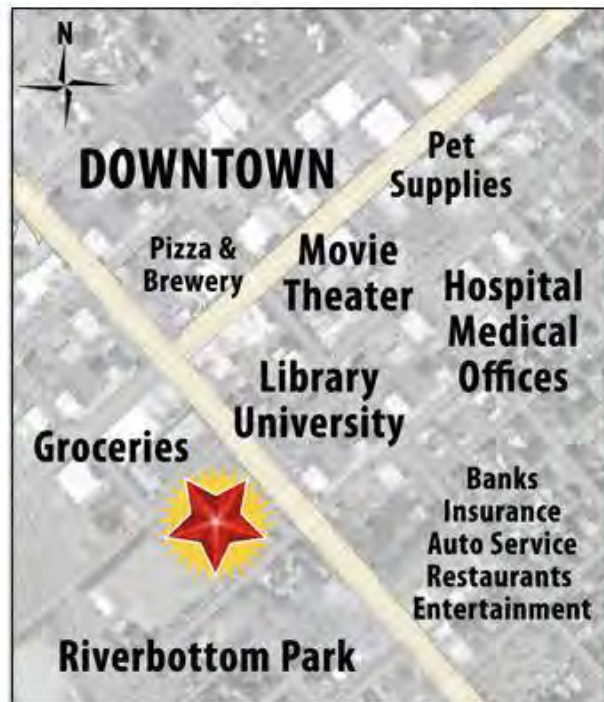 N
DOWNTOWN
Pet
Supplies
Pizza &
Brewery
Movie
Theater
Hospital
Medical
Offices
Library
University
Groceries
Banks
Insurance
Auto Service
Restaurants
Entertainment
Riverbottom Park